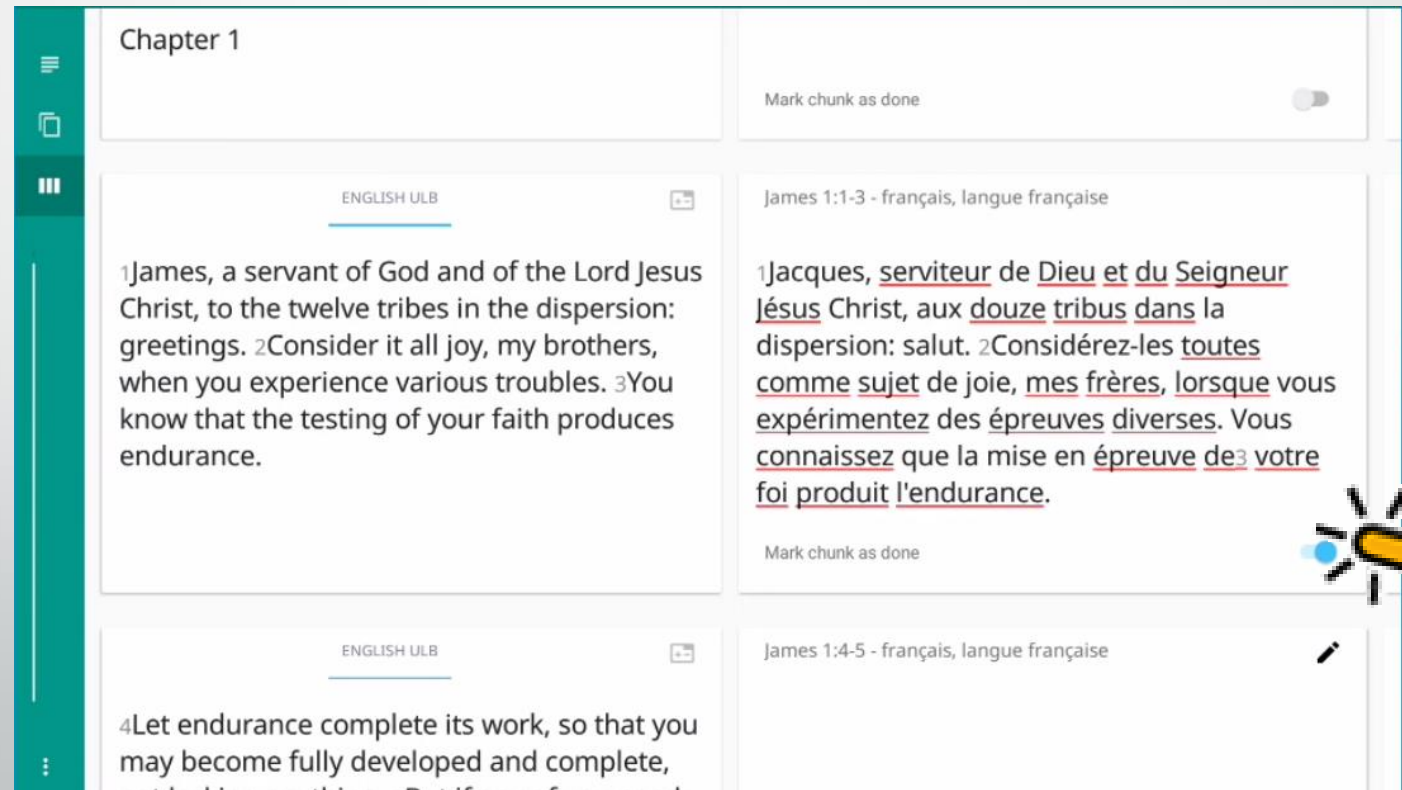 Chapter 1
Mark chunk as done
ENGLISH ULB
1James, a servant of God and of the Lord Jesus
Christ, to the twelve tribes in the dispersion:
greetings. 2Consider it all joy, my brothers,
when you experience various troubles. 3You
know that the testing of your faith produces
endurance.
James 1:1-3 - français, langue française
1Jacques, serviteur de Dieu et du Seigneur
Jésus Christ, aux douze tribus dans la
dispersion: salut. 2Considérez-les toutes
comme sujet de joie, mes frères, lorsque vous
expérimentez des épreuves diverses. Vous
connaissez que la mise en épreuve de3 votre
foi produit l'endurance.
Mark chunk as done
ENGLISH ULB
4Let endurance complete its work, so that you
may become fully developed and complete,
James 1:4-5 - français, langue française